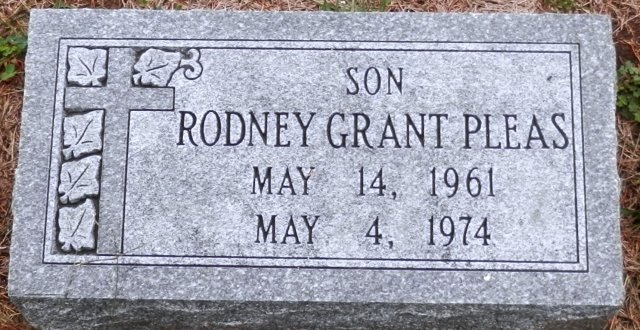 SON
RODNEY GRANT PLEAS
MAY 14, 1961
MAY 4, 1974